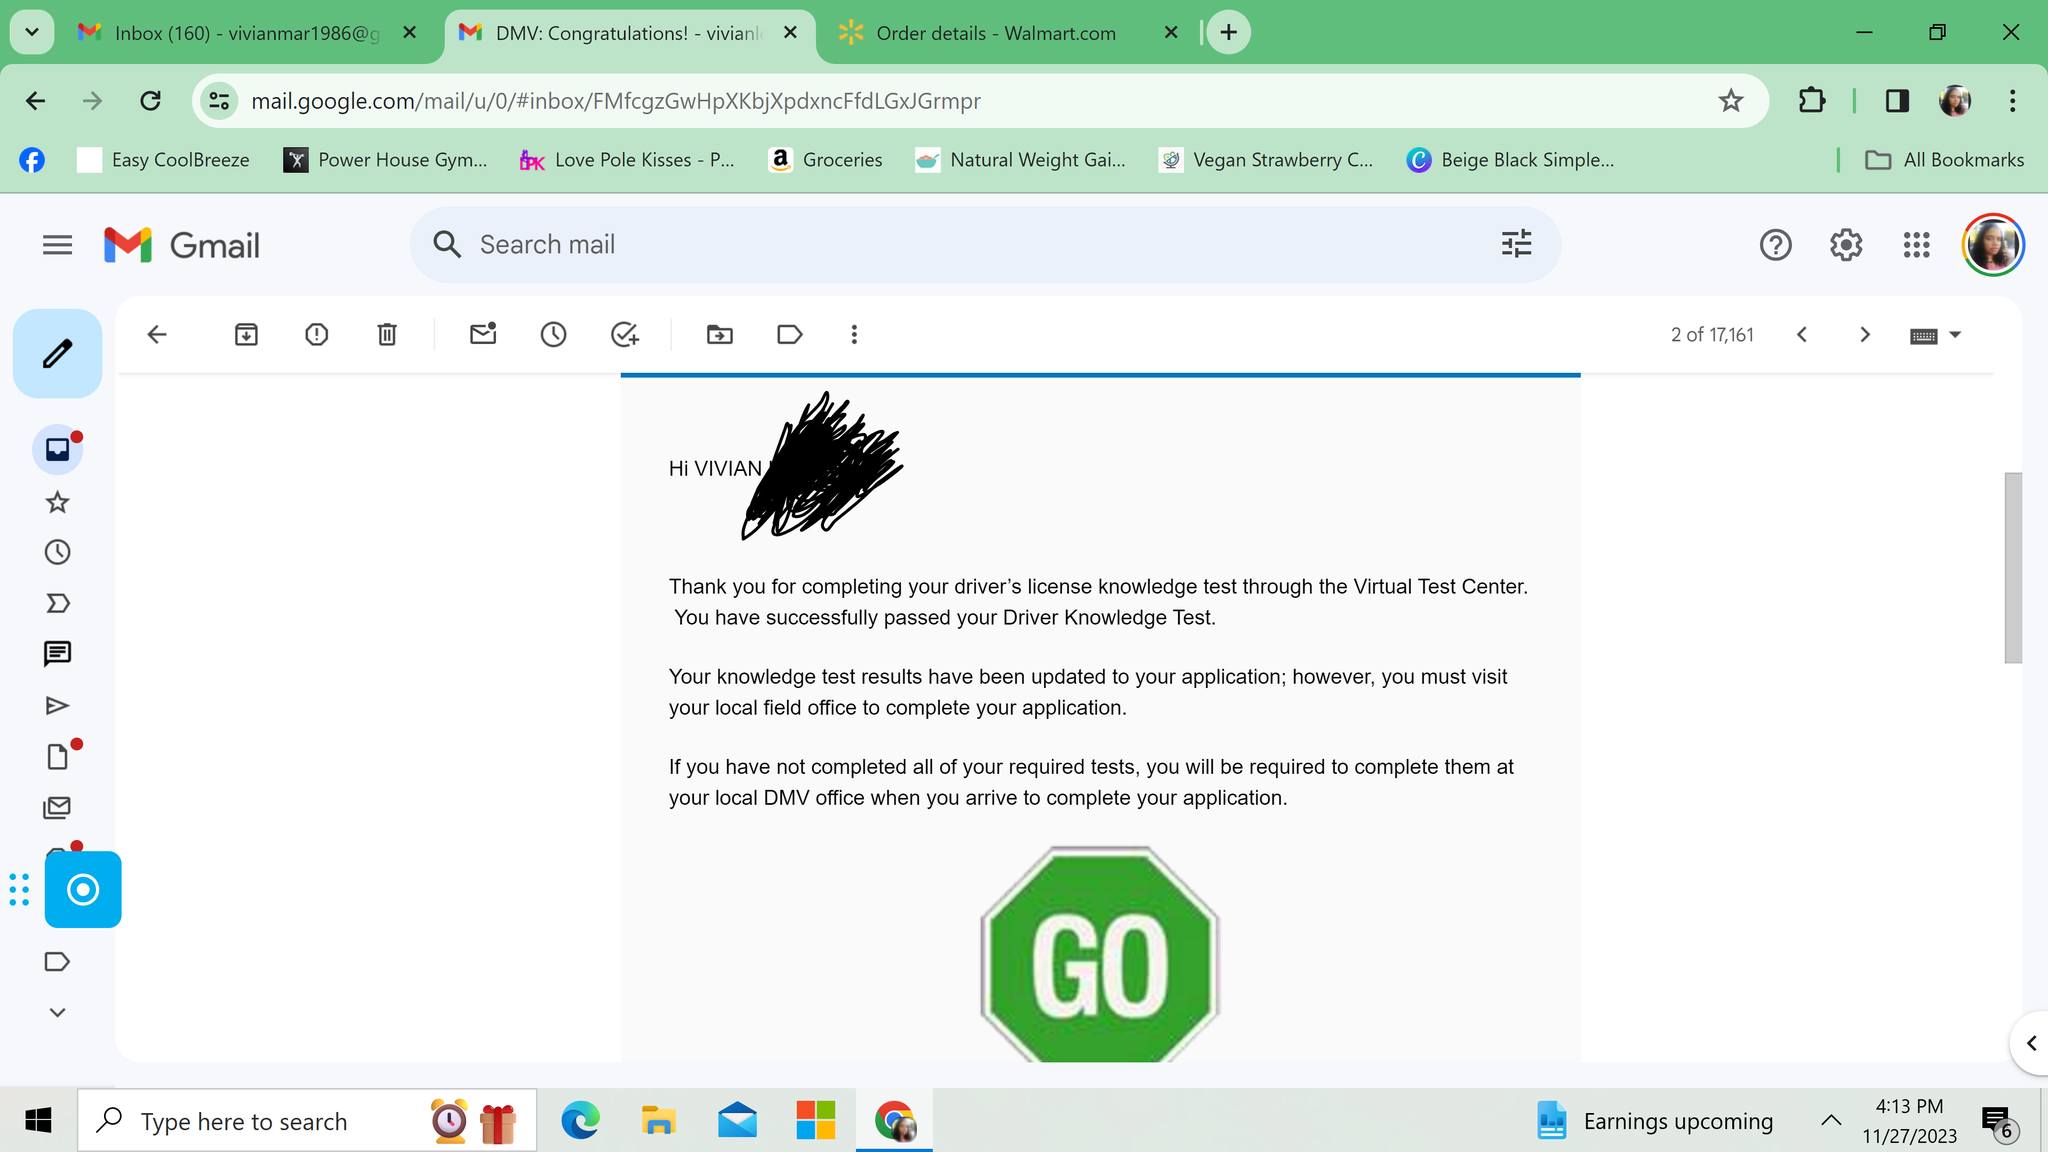 Inbox (160) - vivianmar1986@g
DMV: Congratulations! - vivianl
Order details - Walmart.com
mail.google.com/mail/u/0/#inbox/FMfcgzGwHpXKbjXpdxncFfdLGxJGrmpr
Easy CoolBreeze
Power House Gym...
Love Pole Kisses - P...
Groceries
Natural Weight Gai...
Vegan Strawberry C...
Beige Black Simple...
All Bookmarks
Gmail
Search mail
2 of 17,161
Hi VIVIAN
Thank you for completing your driver’s license knowledge test through the Virtual Test Center.
You have successfully passed your Driver Knowledge Test.
Your knowledge test results have been updated to your application; however, you must visit
your local field office to complete your application.
If you have not completed all of your required tests, you will be required to complete them at
your local DMV office when you arrive to complete your application.
GO
Type here to search
Earnings upcoming
4:13 PM
11/27/2023
6